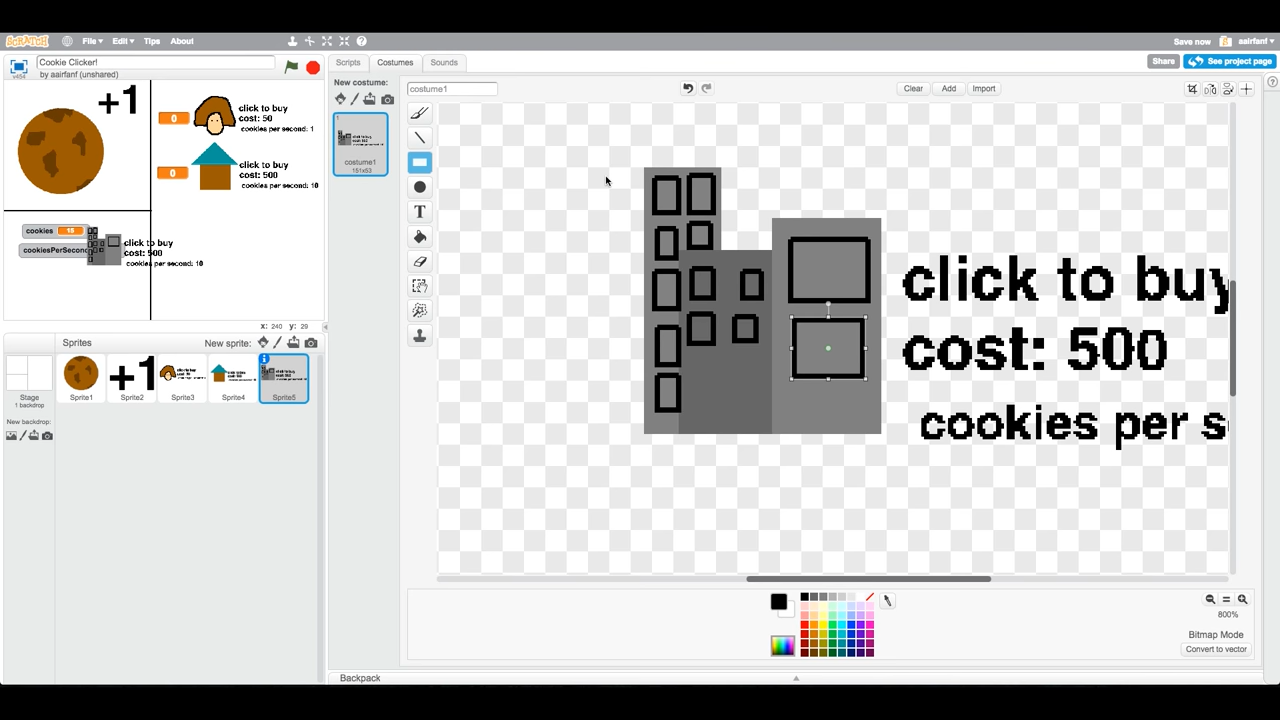 SCRATCH File Edit Tips About Save now aairfanf
v454 Cookie Clicker!
by aairfanf (unshared)
Scripts Costumes Sounds Share See project page
New costume:
costume1 Clear Add Import
1
costume1
151x53
+1
0 click to buy
cost: 50
cookies per second: 1
0 click to buy
cost: 500
cookies per second: 10
cookies 15
cookiesPerSecond
click to buy
cost: 500
cookies per second: 10
T
click to buy
cost: 500
cookies per s
x: 240 y: 29
Sprites New sprite:
Stage
1 backdrop
New backdrop:
Sprite1 Sprite2 Sprite3 Sprite4 Sprite5
800%
Bitmap Mode
Convert to vector
Backpack